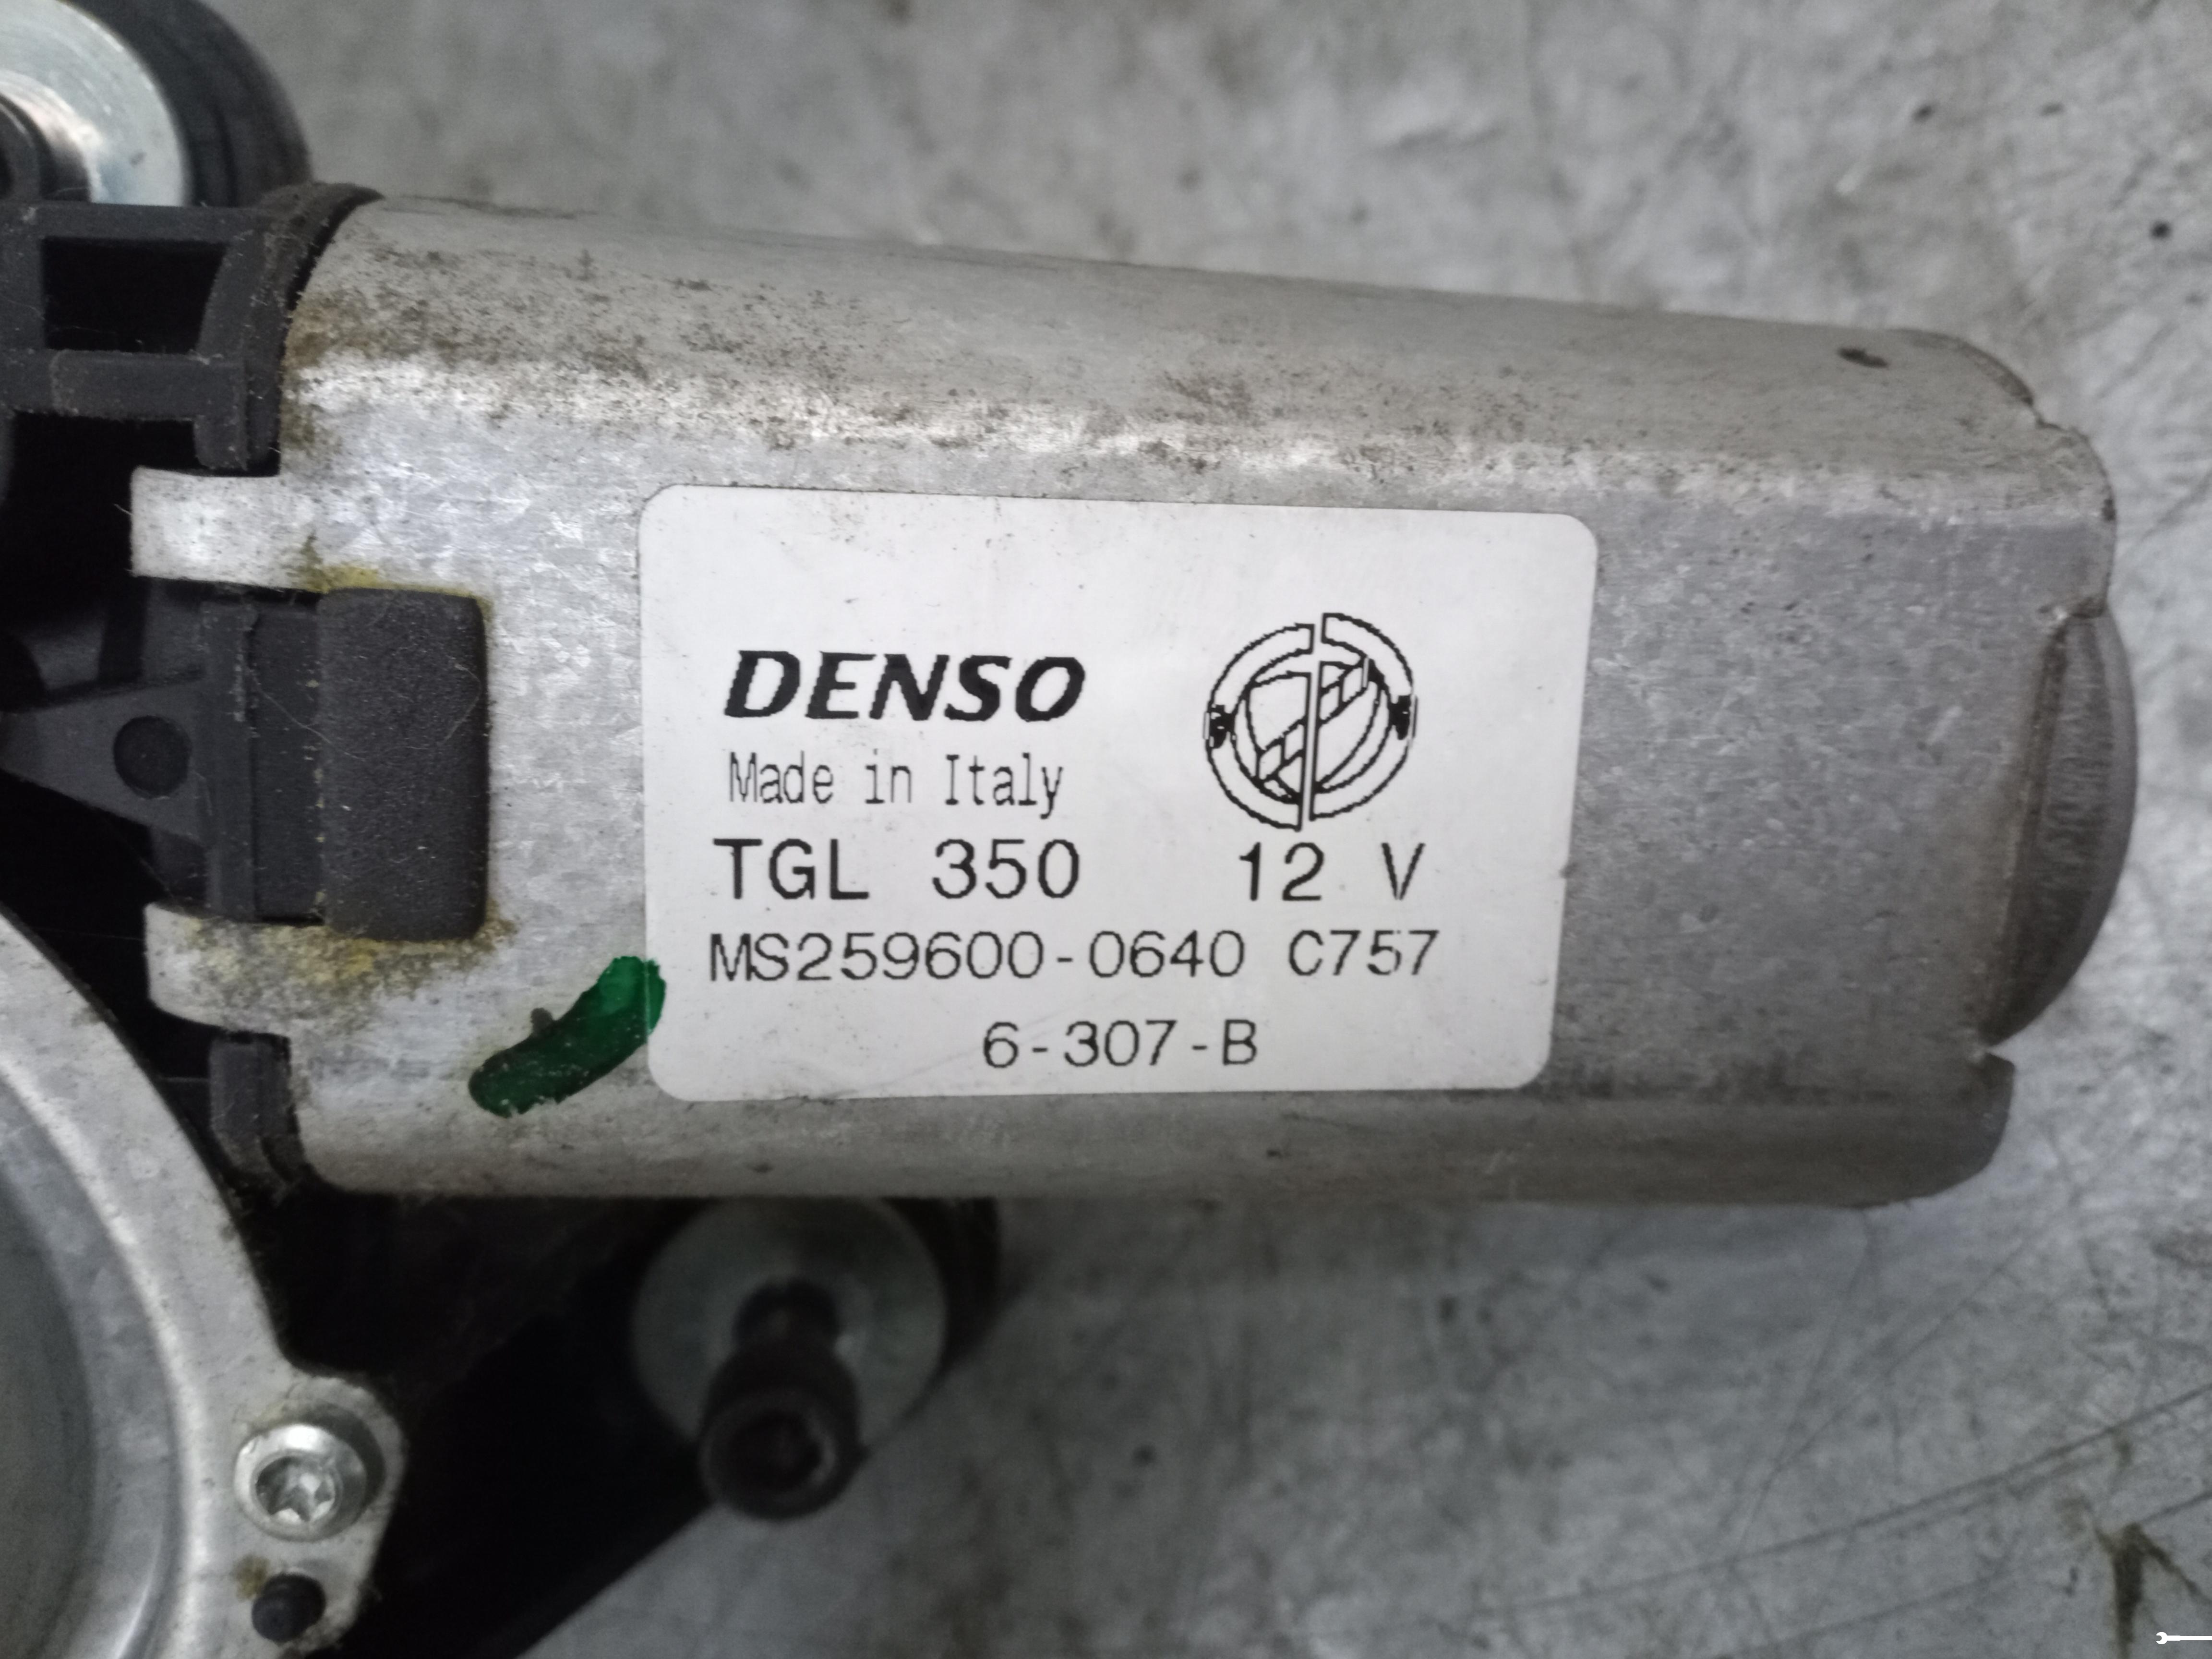 DENSO
Made in Italy
TGL 350 12 V
MS259600-0640 C757
6-307-B